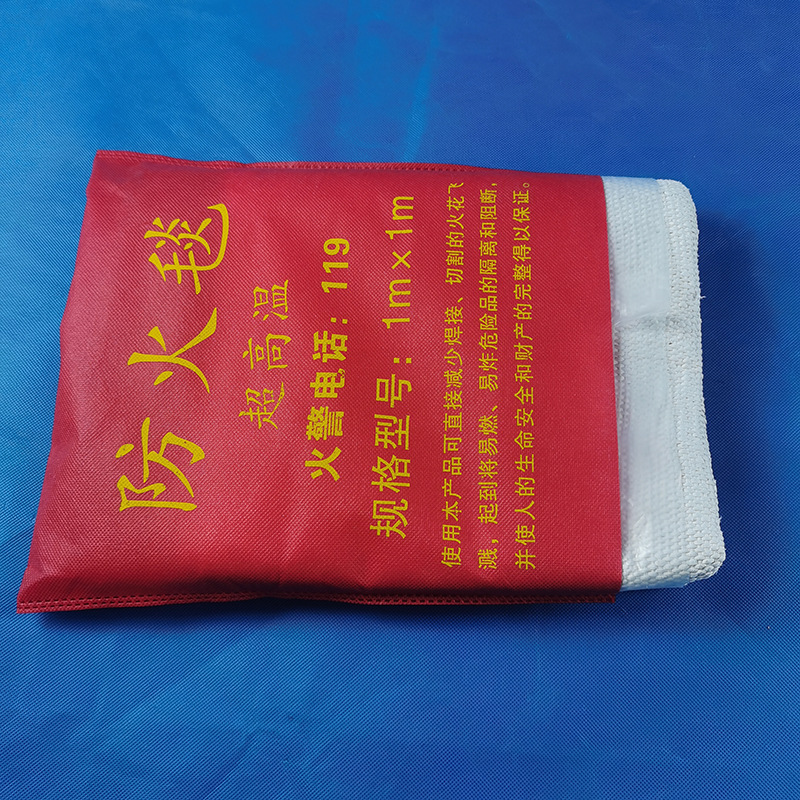 防火毯
超高温
火警电话：119
规格型号：1m×1m
使用本产品可直接减少焊接、切割的火花飞
溅，起到将易燃、易炸危险品的隔离和阻断，
并使人的生命安全和财产的完整得以保证。